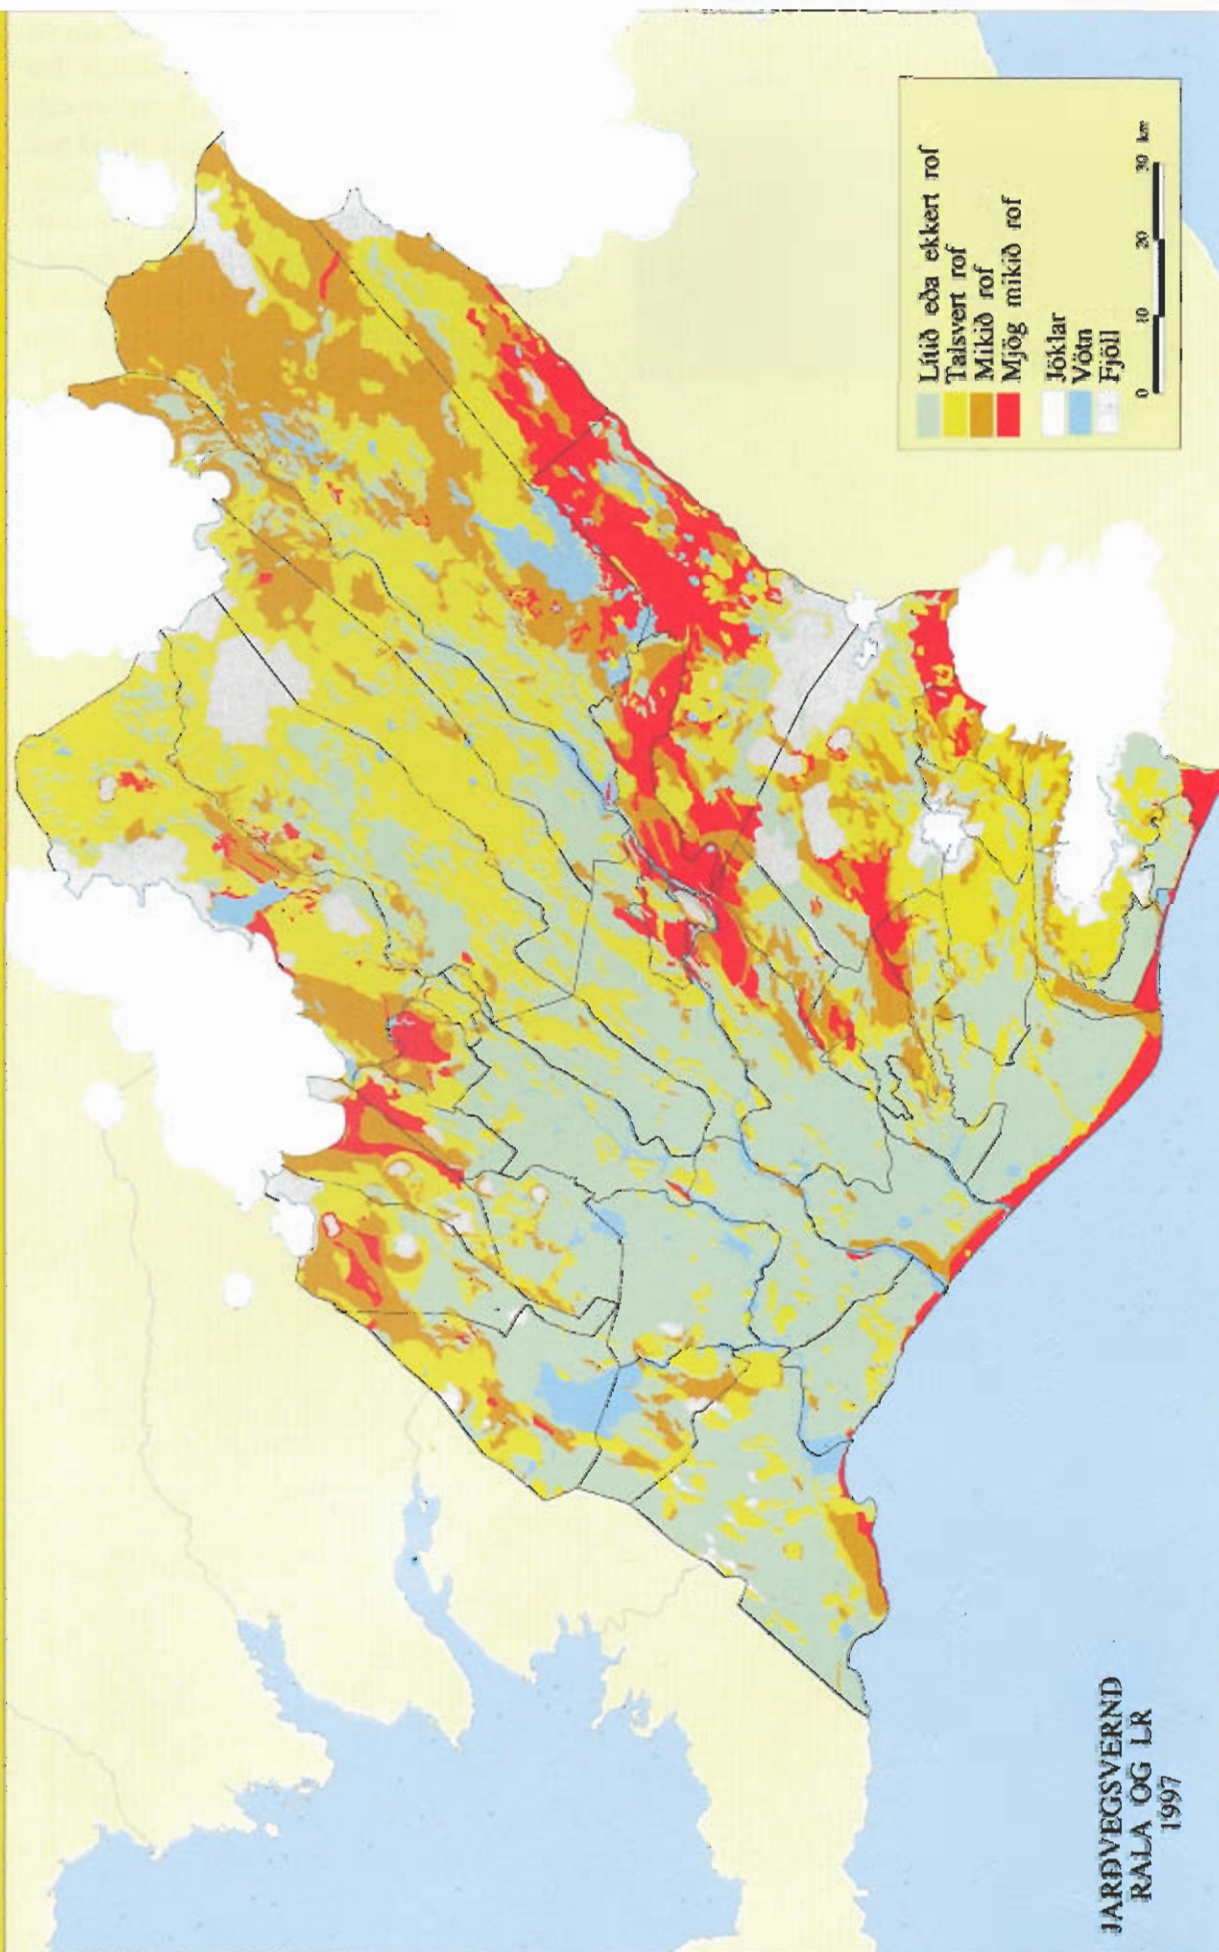 Lítið eða ekkert rof
Talsvert rof
Mikið rof
Mjög mikið rof
Jöklar
Vötn
Fjöll
0 10 20 30 km
JARÐVEGSVERND
RALA OG LR
1997